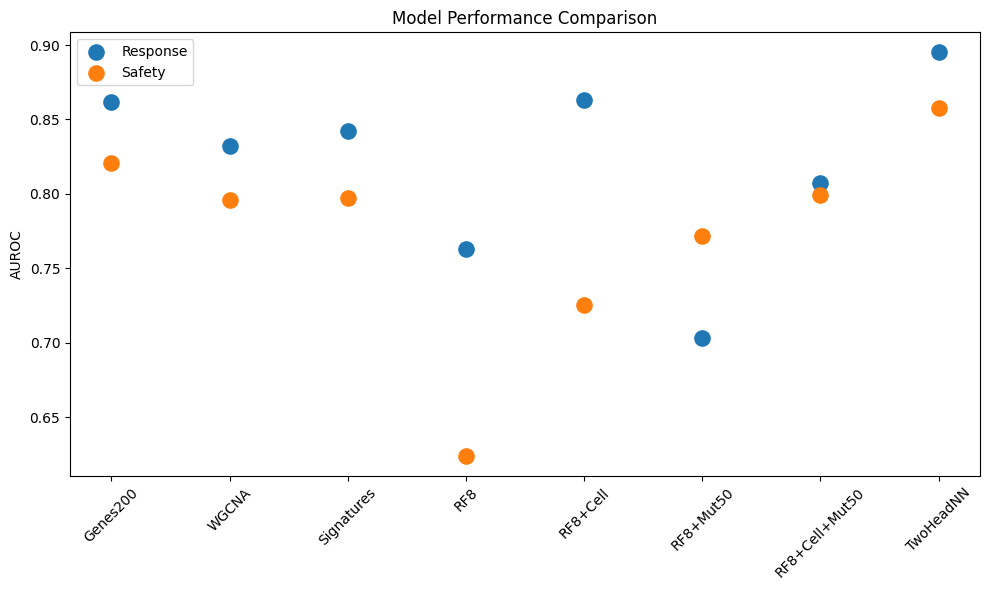 Model Performance Comparison
Response
Safety
AUROC
0.90
0.85
0.80
0.75
0.70
0.65
Genes200
WGCNA
Signatures
RF8
RF8+Cell
RF8+Mut50
RF8+Cell+Mut50
TwoHeadNN